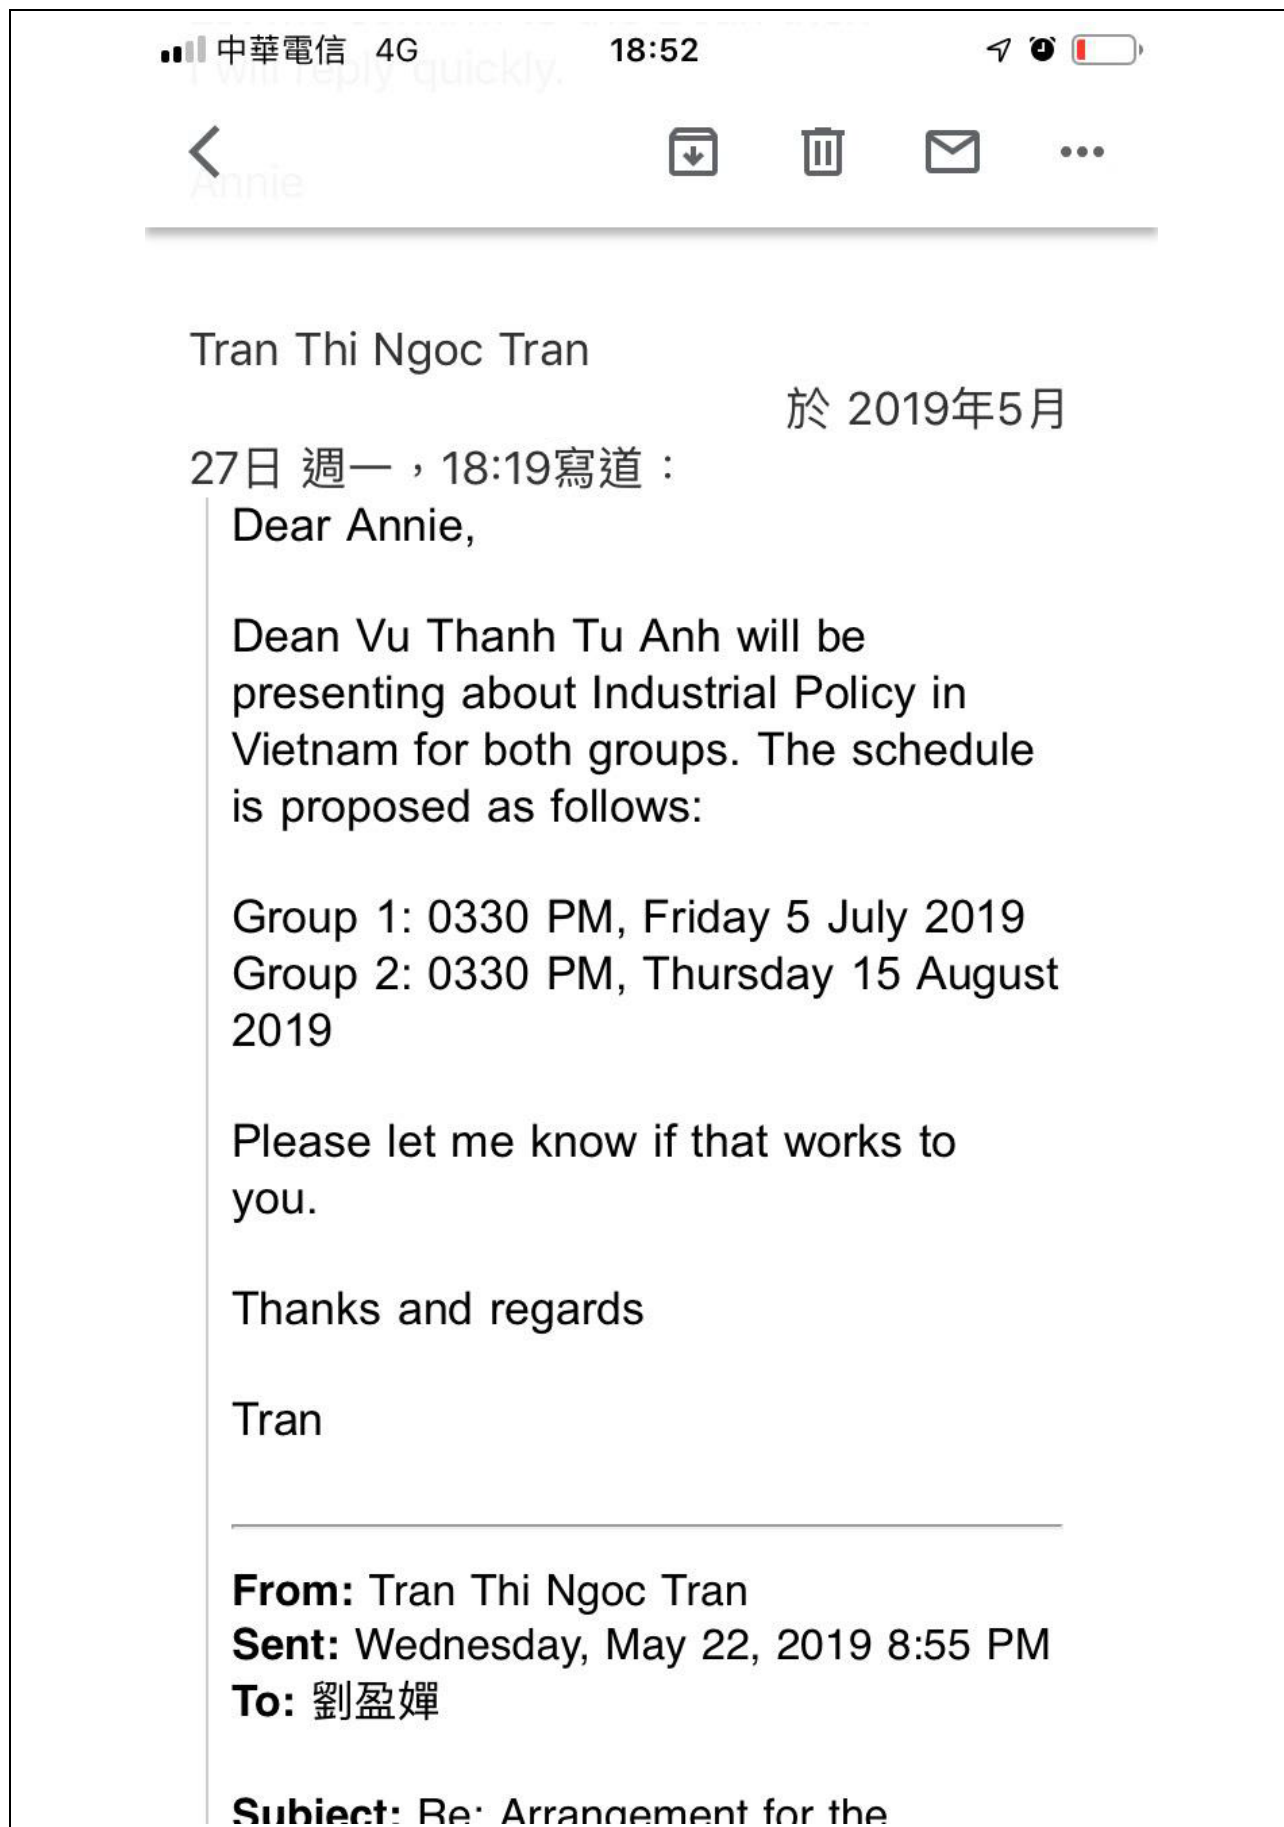 中華電信 4G 18:52
I will reply quickly.
Annie
Tran Thi Ngoc Tran
於 2019年5月
27日 週一，18:19寫道：
Dear Annie,
Dean Vu Thanh Tu Anh will be
presenting about Industrial Policy in
Vietnam for both groups. The schedule
is proposed as follows:
Group 1: 0330 PM, Friday 5 July 2019
Group 2: 0330 PM, Thursday 15 August
2019
Please let me know if that works to
you.
Thanks and regards
Tran
From: Tran Thi Ngoc Tran
Sent: Wednesday, May 22, 2019 8:55 PM
To: 劉盈嬋
Subject: Re: Arrangement for the